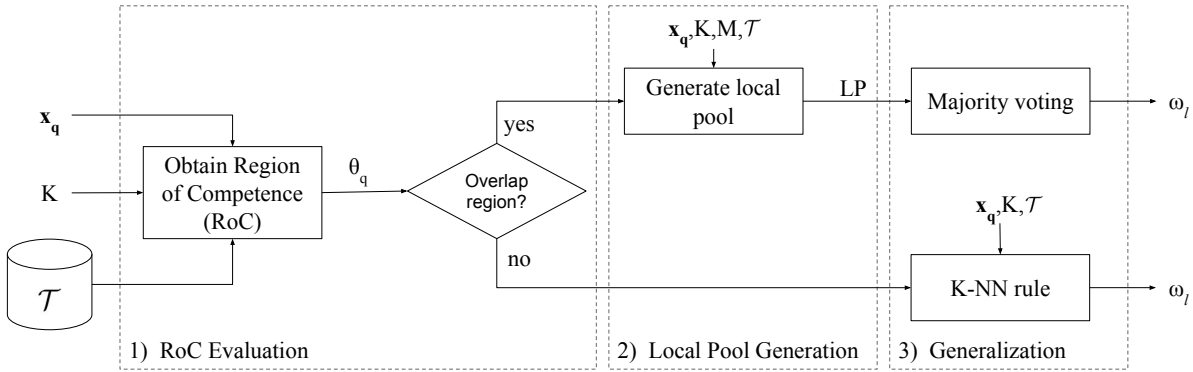 x_q
K
𝒯
Obtain Region
of Competence
(RoC)
θ_q
Overlap
region?
yes
no
1) RoC Evaluation
x_q,K,M,𝒯
Generate local
pool
LP
2) Local Pool Generation
Majority voting
ω_l
x_q,K,𝒯
K-NN rule
ω_l
3) Generalization